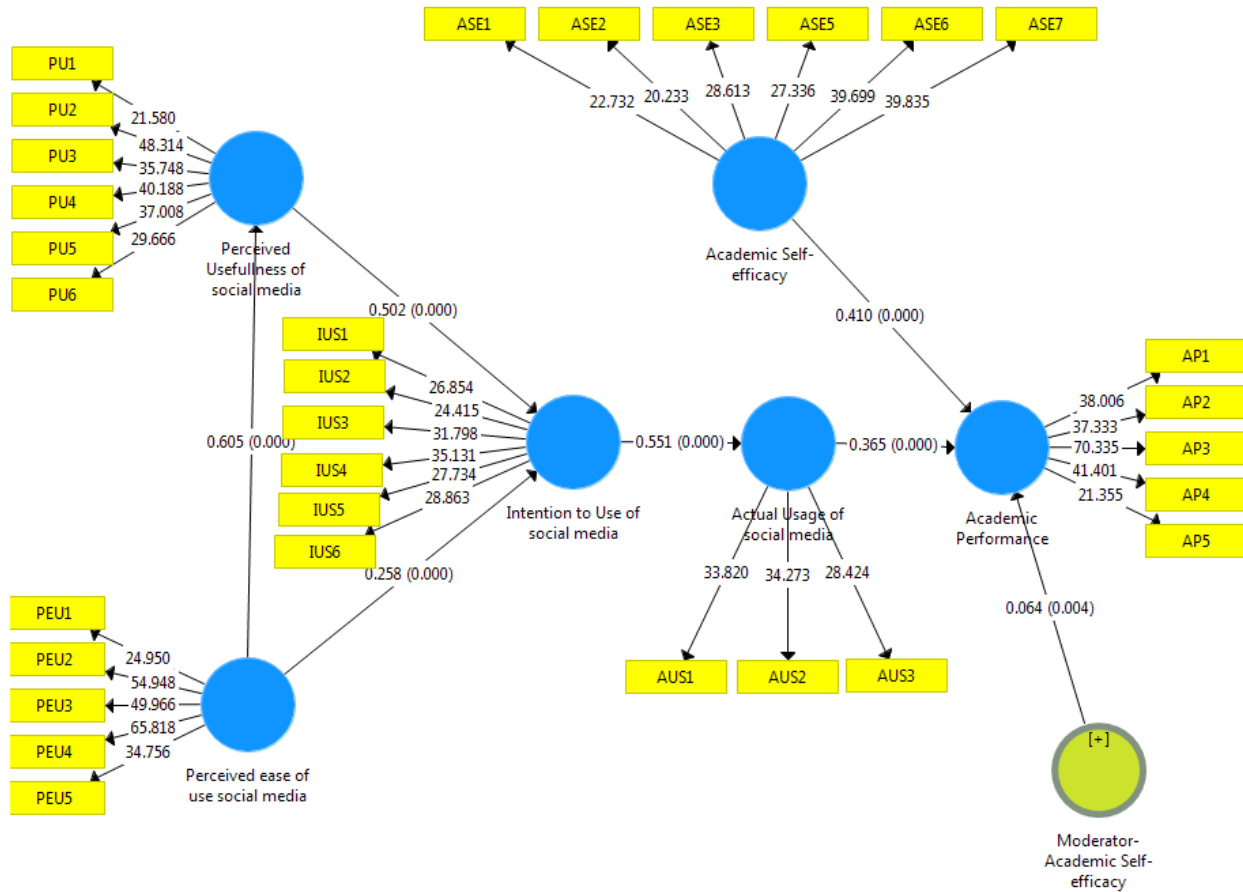 ASE1
ASE2
ASE3
ASE5
ASE6
ASE7
22.732
20.233
28.613
27.336
39.699
39.835
Academic Self-
efficacy
PU1
PU2
PU3
PU4
PU5
PU6
21.580
48.314
35.748
40.188
37.008
29.666
Perceived
Usefullness of
social media
0.502 (0.000)
0.410 (0.000)
0.605 (0.000)
IUS1
IUS2
IUS3
IUS4
IUS5
IUS6
26.854
24.415
31.798
35.131
27.734
28.863
Intention to Use of
social media
0.551 (0.000)
Actual Usage of
social media
0.365 (0.000)
Academic
Performance
AP1
AP2
AP3
AP4
AP5
38.006
37.333
70.335
41.401
21.355
0.258 (0.000)
33.820
34.273
28.424
AUS1
AUS2
AUS3
0.064 (0.004)
PEU1
PEU2
PEU3
PEU4
PEU5
24.950
54.948
49.966
65.818
34.756
Perceived ease of
use social media
[+]
Moderator-
Academic Self-
efficacy